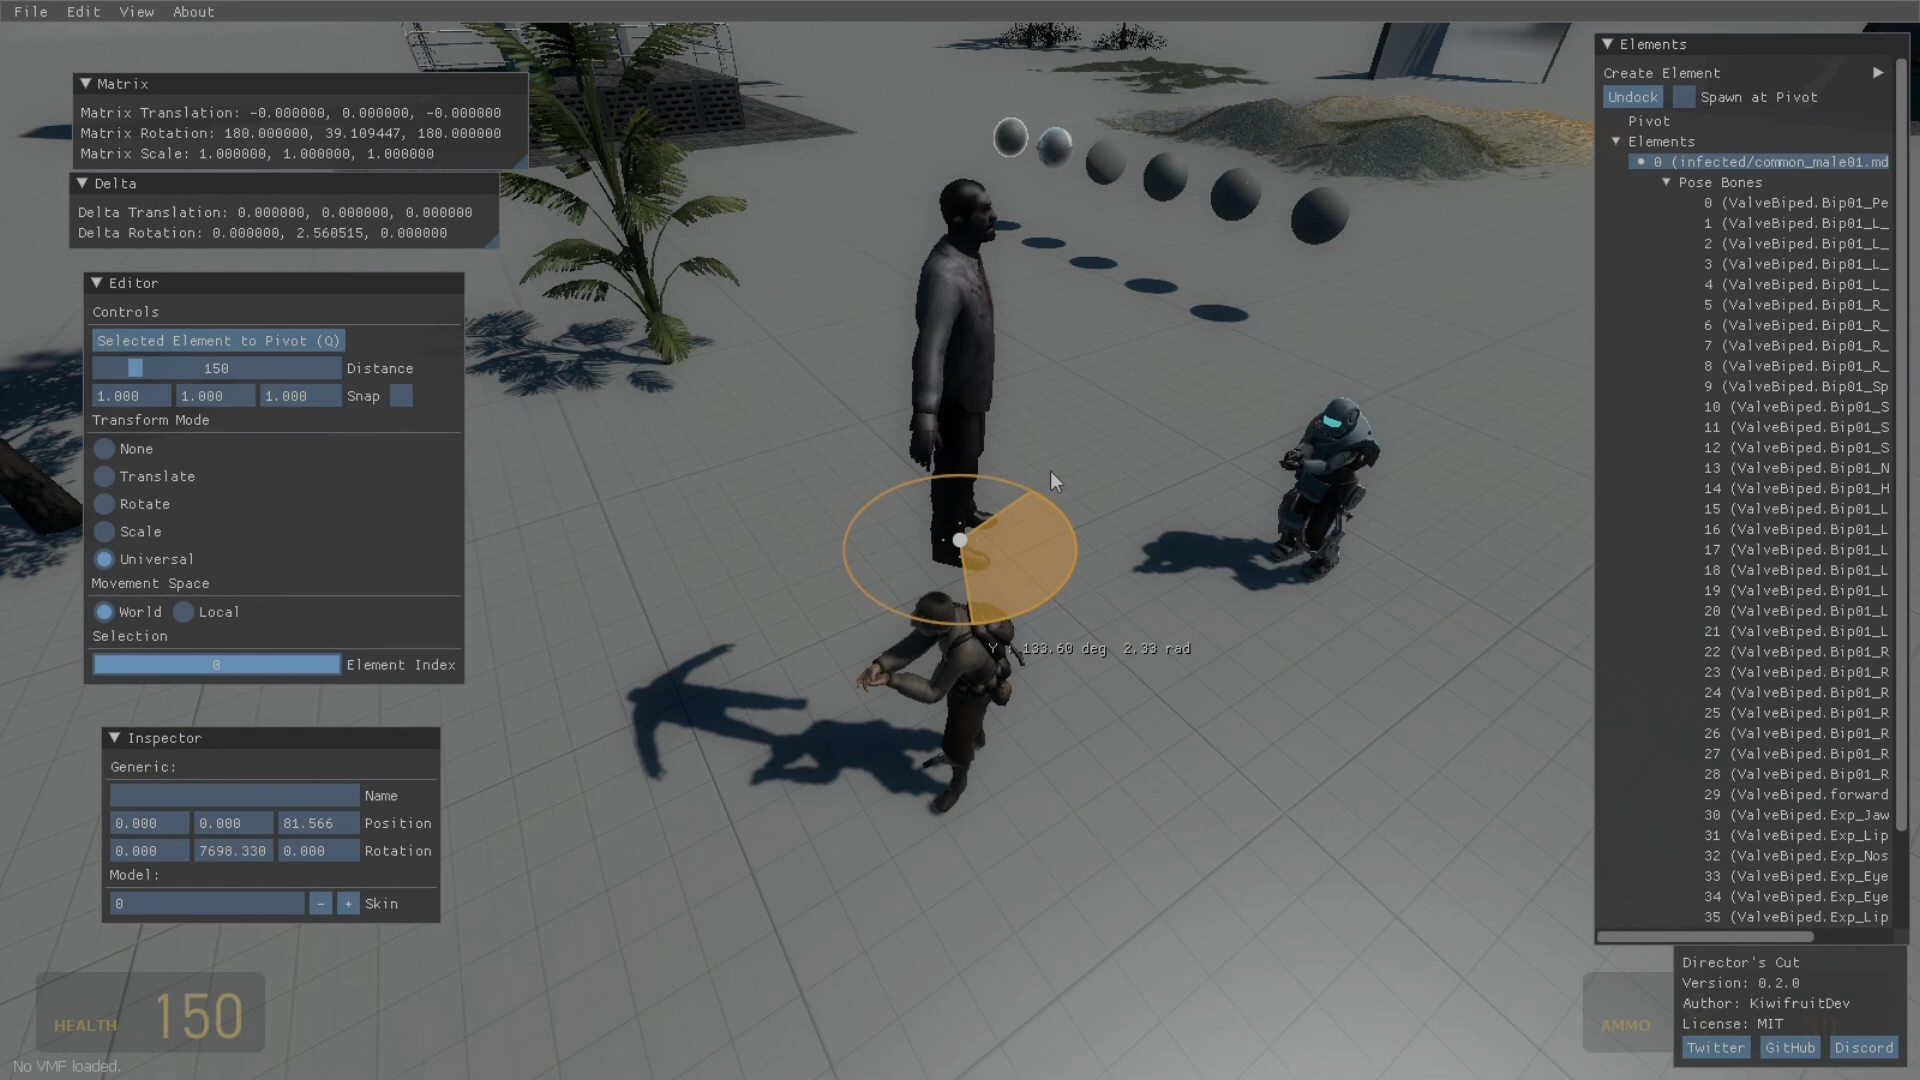 File Edit View About
Matrix
Matrix Translation: -0.000000, 0.000000, -0.000000
Matrix Rotation: 180.000000, 39.109447, 180.000000
Matrix Scale: 1.000000, 1.000000, 1.000000
Delta
Delta Translation: 0.000000, 0.000000, 0.000000
Delta Rotation: 0.000000, 2.560515, 0.000000
Editor
Controls
Selected Element to Pivot (Q)
150 Distance
1.000 1.000 1.000 Snap
Transform Mode
None
Translate
Rotate
Scale
Universal
Movement Space
World Local
Selection
0 Element Index
Inspector
Generic:
Name
0.000 0.000 81.566 Position
0.000 7698.330 0.000 Rotation
Model:
0 - + Skin
HEALTH 150
No VMF loaded.
Y : 133.60 deg 2.33 rad
Elements
Create Element
Undock Spawn at Pivot
Pivot
Elements
0 (infected/common_male01.md
Pose Bones
0 (ValveBiped.Bip01_Pe
1 (ValveBiped.Bip01_L_
2 (ValveBiped.Bip01_L_
3 (ValveBiped.Bip01_L_
4 (ValveBiped.Bip01_L_
5 (ValveBiped.Bip01_R_
6 (ValveBiped.Bip01_R_
7 (ValveBiped.Bip01_R_
8 (ValveBiped.Bip01_R_
9 (ValveBiped.Bip01_Sp
10 (ValveBiped.Bip01_S
11 (ValveBiped.Bip01_S
12 (ValveBiped.Bip01_S
13 (ValveBiped.Bip01_N
14 (ValveBiped.Bip01_H
15 (ValveBiped.Bip01_L
16 (ValveBiped.Bip01_L
17 (ValveBiped.Bip01_L
18 (ValveBiped.Bip01_L
19 (ValveBiped.Bip01_L
20 (ValveBiped.Bip01_L
21 (ValveBiped.Bip01_L
22 (ValveBiped.Bip01_R
23 (ValveBiped.Bip01_R
24 (ValveBiped.Bip01_R
25 (ValveBiped.Bip01_R
26 (ValveBiped.Bip01_R
27 (ValveBiped.Bip01_R
28 (ValveBiped.Bip01_R
29 (ValveBiped.forward
30 (ValveBiped.Exp_Jaw
31 (ValveBiped.Exp_Lip
32 (ValveBiped.Exp_Nos
33 (ValveBiped.Exp_Eye
34 (ValveBiped.Exp_Eye
35 (ValveBiped.Exp_Lip
AMMO
Director's Cut
Version: 0.2.0
Author: KiwifruitDev
License: MIT
Twitter GitHub Discord